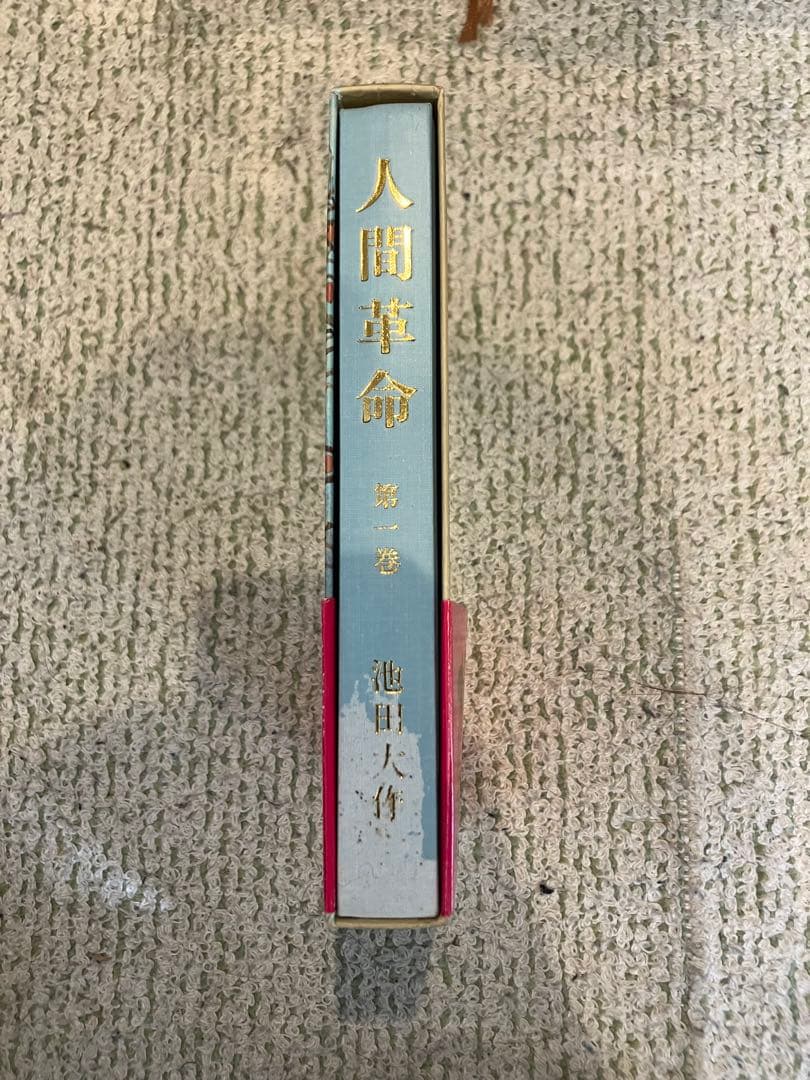 人間革命
第一巻
池田大作